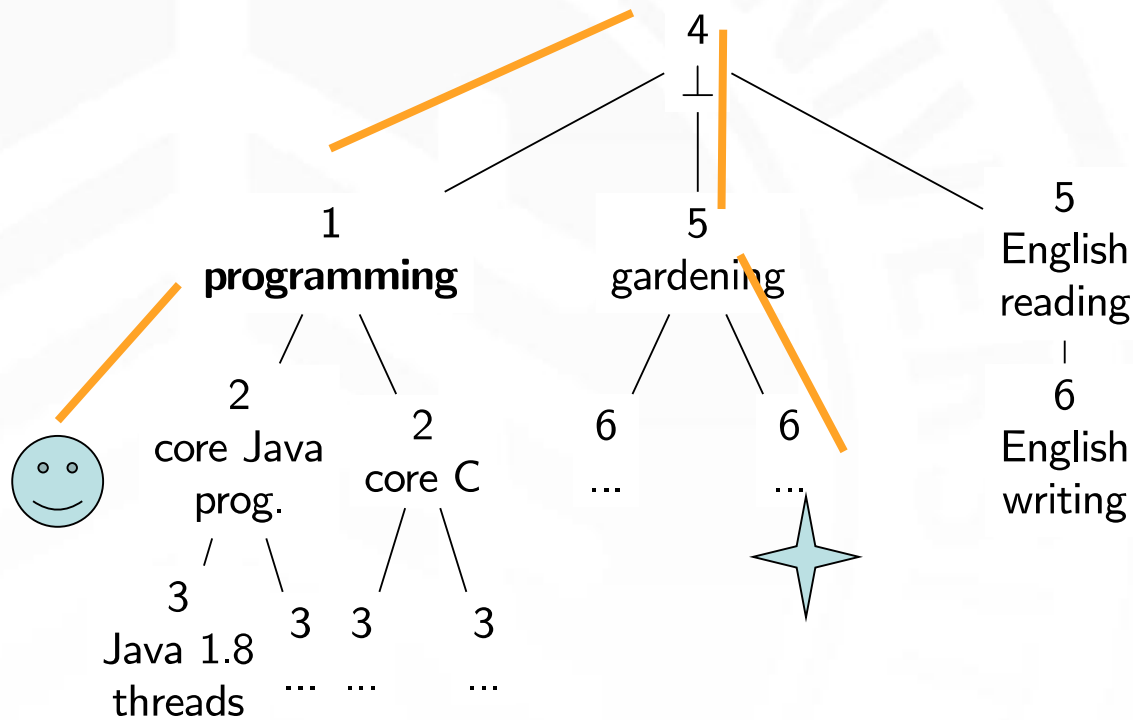 4
⊥
1
programming
5
gardening
5
English
reading
2
core Java
prog.
2
core C
6
...
6
...
6
English
writing
3
Java 1.8
threads
3
...
3
...
3
...